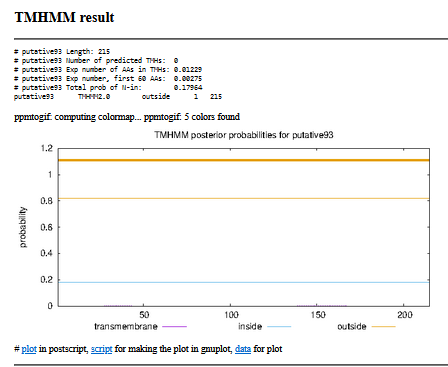 TMHMM result
# putative93 Length: 215
# putative93 Number of predicted TMHs: 0
# putative93 Exp number of AAs in TMHs: 0.01229
# putative93 Exp number, first 60 AAs: 0.00275
# putative93 Total prob of N-in: 0.17964
putative93 TMHMM2.0 outside 1 215
ppmtogif: computing colormap... ppmtogif: 5 colors found
TMHMM posterior probabilities for putative93
1.2
1
0.8
0.6
0.4
0.2
0
probability
50 100 150 200
transmembrane inside outside
# plot in postscript, script for making the plot in gnuplot, data for plot